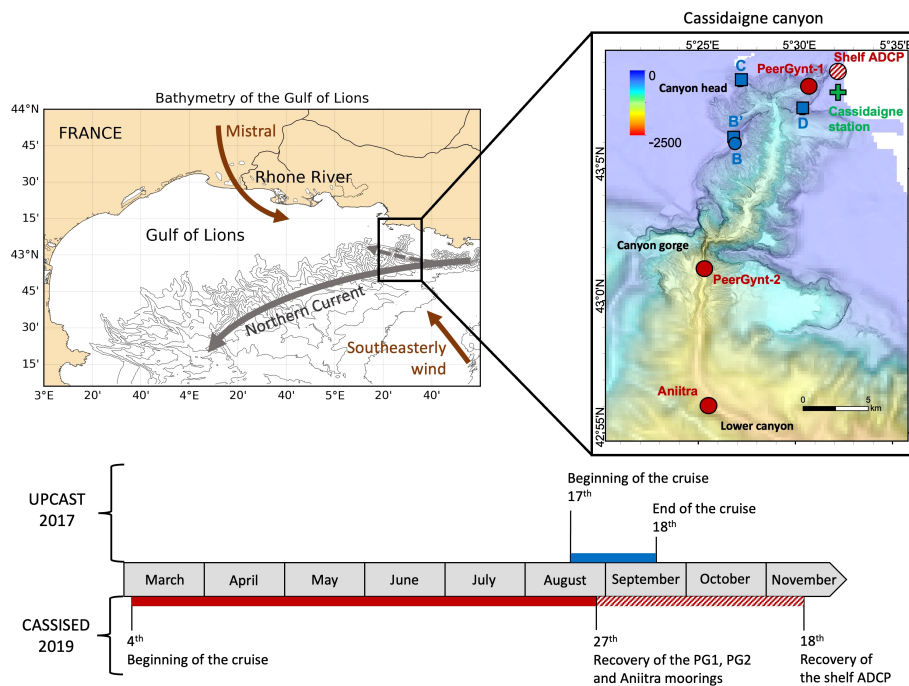 Cassidaigne canyon
5°25'E
5°30'E
5°35'E
Bathymetry of the Gulf of Lions
44°N
45'
30'
15'
43°N
45'
30'
15'
3°E
20'
40'
4°E
20'
40'
5°E
20'
40'
FRANCE
Mistral
Rhone River
Gulf of Lions
Northern Current
Southeasterly
wind
43°5'N
43°0'N
42°55'N
0
-2500
Canyon head
C
PeerGynt-1
Shelf ADCP
B'
B
D
Cassidaigne
station
Canyon gorge
PeerGynt-2
Aniitra
Lower canyon
0
5
km
UPCAST
2017
Beginning of the cruise
17th
End of the cruise
18th
March
April
May
June
July
August
September
October
November
CASSISED
2019
4th
Beginning of the cruise
27th
Recovery of the PG1, PG2
and Aniitra moorings
18th
Recovery of
the shelf ADCP